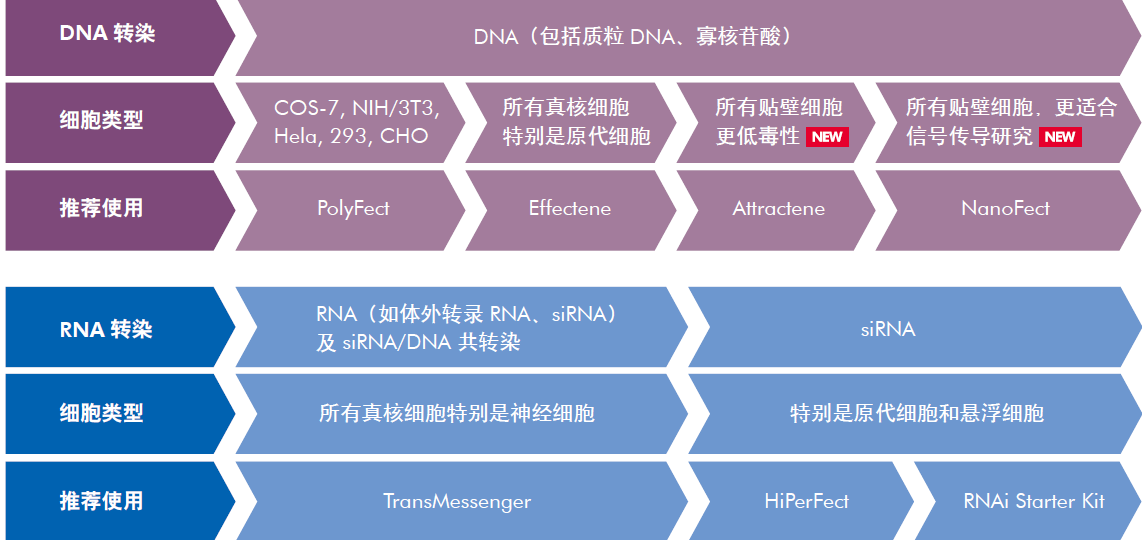 DNA 转染
DNA（包括质粒 DNA、寡核苷酸）
细胞类型
COS-7, NIH/3T3,
Hela, 293, CHO
所有真核细胞
特别是原代细胞
所有贴壁细胞
更低毒性 NEW
所有贴壁细胞，更适合
信号传导研究 NEW
推荐使用
PolyFect
Effectene
Attractene
NanoFect
RNA 转染
RNA（如体外转录 RNA、siRNA）
及 siRNA/DNA 共转染
siRNA
细胞类型
所有真核细胞特别是神经细胞
特别是原代细胞和悬浮细胞
推荐使用
TransMessenger
HiPerFect
RNAi Starter Kit